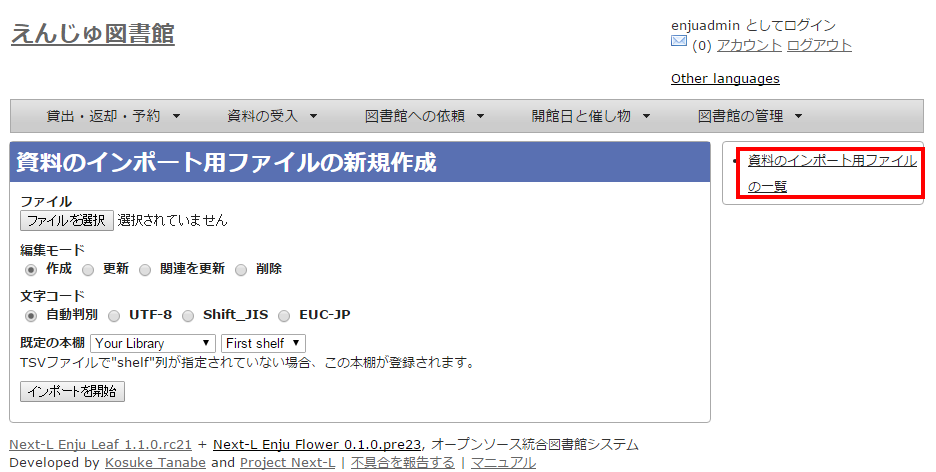 えんじゅ図書館
enjuadmin としてログイン
(0) アカウント ログアウト
Other languages
貸出・返却・予約 ▼ 資料の受入 ▼ 図書館への依頼 ▼ 開館日と催し物 ▼ 図書館の管理 ▼
資料のインポート用ファイルの新規作成
資料のインポート用ファイル
の一覧
ファイル
ファイルを選択 選択されていません
編集モード
作成 更新 関連を更新 削除
文字コード
自動判別 UTF-8 Shift_JIS EUC-JP
既定の本棚 Your Library ▼ First shelf ▼
TSVファイルで"shelf"列が指定されていない場合、この本棚が登録されます。
インポートを開始
Next-L Enju Leaf 1.1.0.rc21 + Next-L Enju Flower 0.1.0.pre23, オープンソース統合図書館システム
Developed by Kosuke Tanabe and Project Next-L | 不具合を報告する | マニュアル